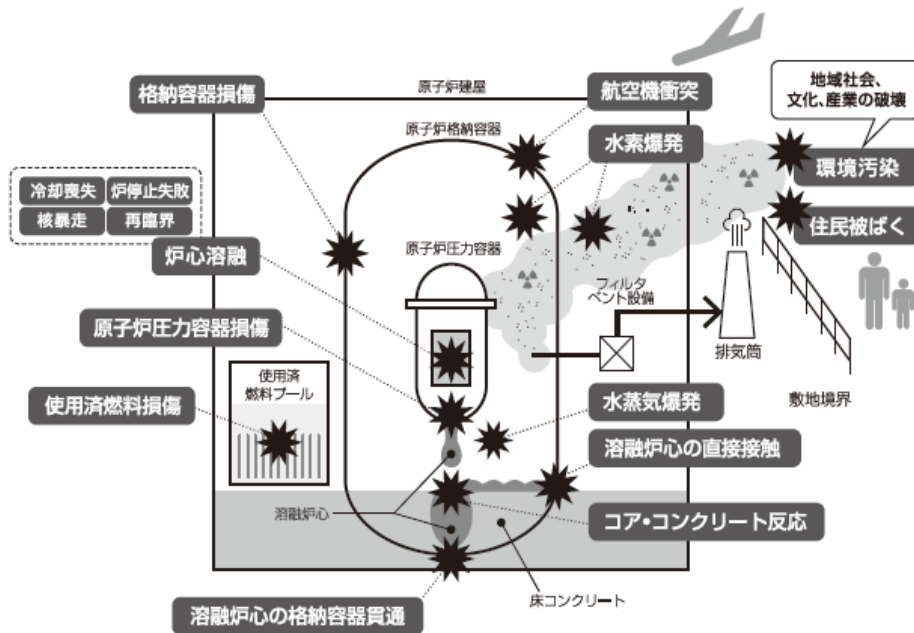 格納容器損傷
原子炉建屋
航空機衝突
地域社会、
文化、産業の破壊
原子炉格納容器
水素爆発
環境汚染
冷却喪失
炉停止失敗
核暴走
再臨界
住民被ばく
炉心溶融
原子炉圧力容器
フィルタ
ベント設備
原子炉圧力容器損傷
排気筒
使用済
燃料プール
敷地境界
使用済燃料損傷
水蒸気爆発
溶融炉心の直接接触
溶融炉心
コア・コンクリート反応
床コンクリート
溶融炉心の格納容器貫通